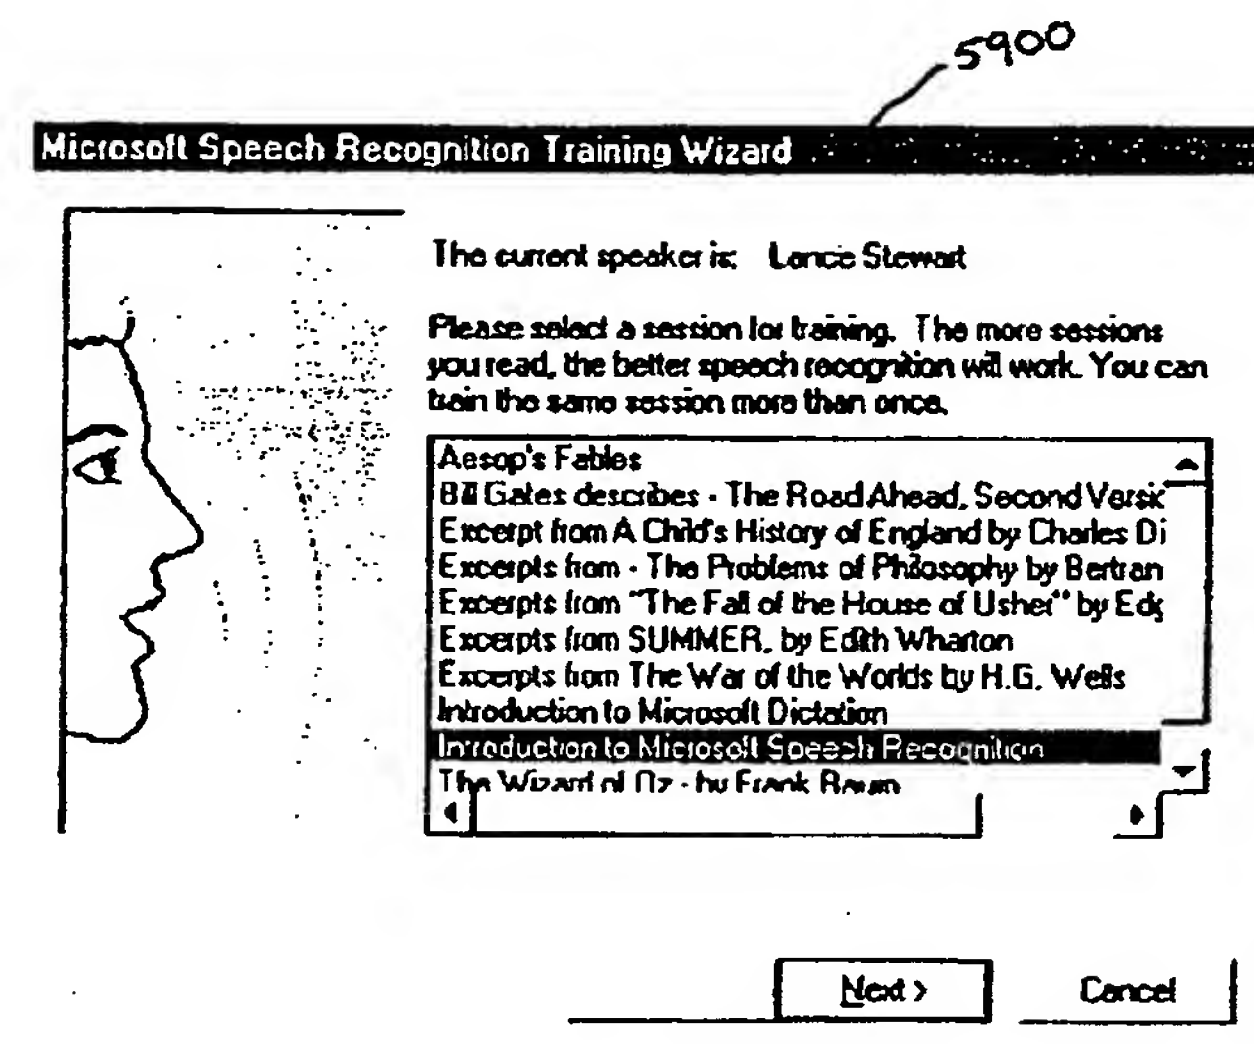 5900
Microsoft Speech Recognition Training Wizard
The current speaker is: Lance Stewart
Please select a session for training. The more sessions
you read, the better speech recognition will work. You can
train the same session more than once.
Aesop's Fables
Bill Gates describes - The Road Ahead, Second Versic
Excerpt from A Child's History of England by Charles Di
Excerpts from - The Problems of Philosophy by Bertran
Excerpts from "The Fall of the House of Usher" by Edg
Excerpts from SUMMER, by Edith Wharton
Excerpts from The War of the Worlds by H.G. Wells
Introduction to Microsoft Dictation
Introduction to Microsoft Speech Recognition
The Wizard of Oz - by Frank Baum
Next > Cancel